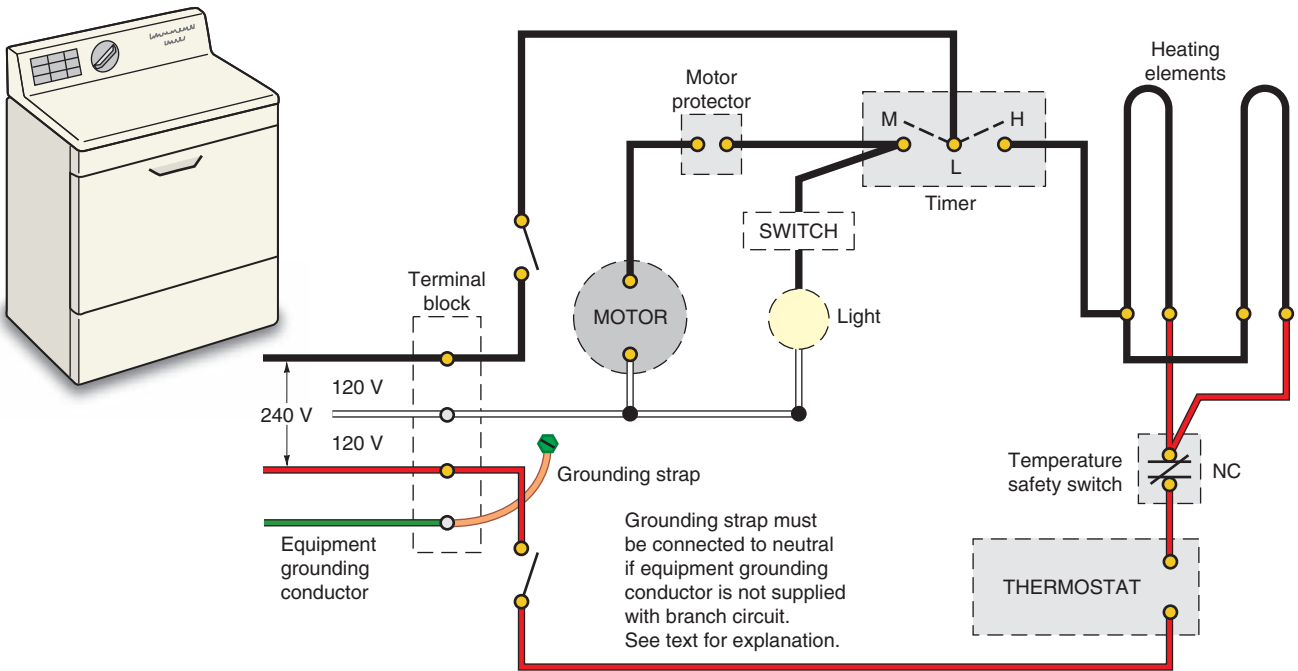 Heating
elements
Motor
protector
M
H
L
Timer
SWITCH
Terminal
block
MOTOR
Light
120 V
240 V
120 V
Grounding strap
Temperature
safety switch
NC
Equipment
grounding
conductor
Grounding strap must
be connected to neutral
if equipment grounding
conductor is not supplied
with branch circuit.
See text for explanation.
THERMOSTAT